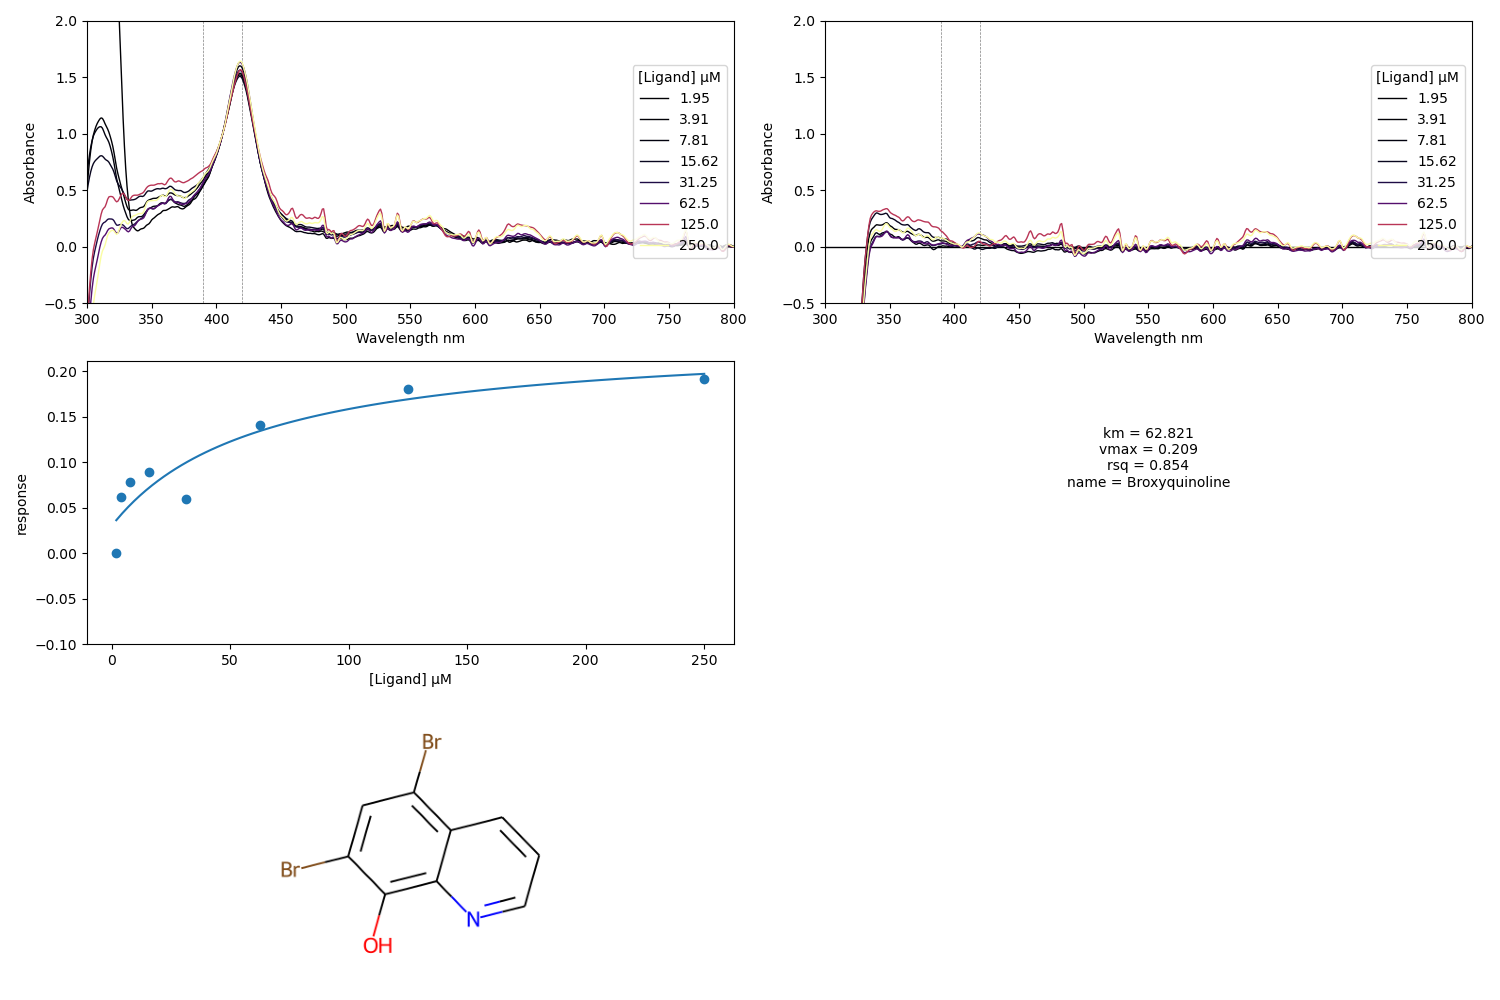 2.0
1.5
1.0
0.5
0.0
−0.5
Absorbance
300 350 400 450 500 550 600 650 700 750 800
Wavelength nm
[Ligand] µM
1.95
3.91
7.81
15.62
31.25
62.5
125.0
250.0
2.0
1.5
1.0
0.5
0.0
−0.5
Absorbance
300 350 400 450 500 550 600 650 700 750 800
Wavelength nm
[Ligand] µM
1.95
3.91
7.81
15.62
31.25
62.5
125.0
250.0
0.20
0.15
0.10
0.05
0.00
−0.05
−0.10
response
0 50 100 150 200 250
[Ligand] µM
km = 62.821
vmax = 0.209
rsq = 0.854
name = Broxyquinoline
Br
Br
N
OH